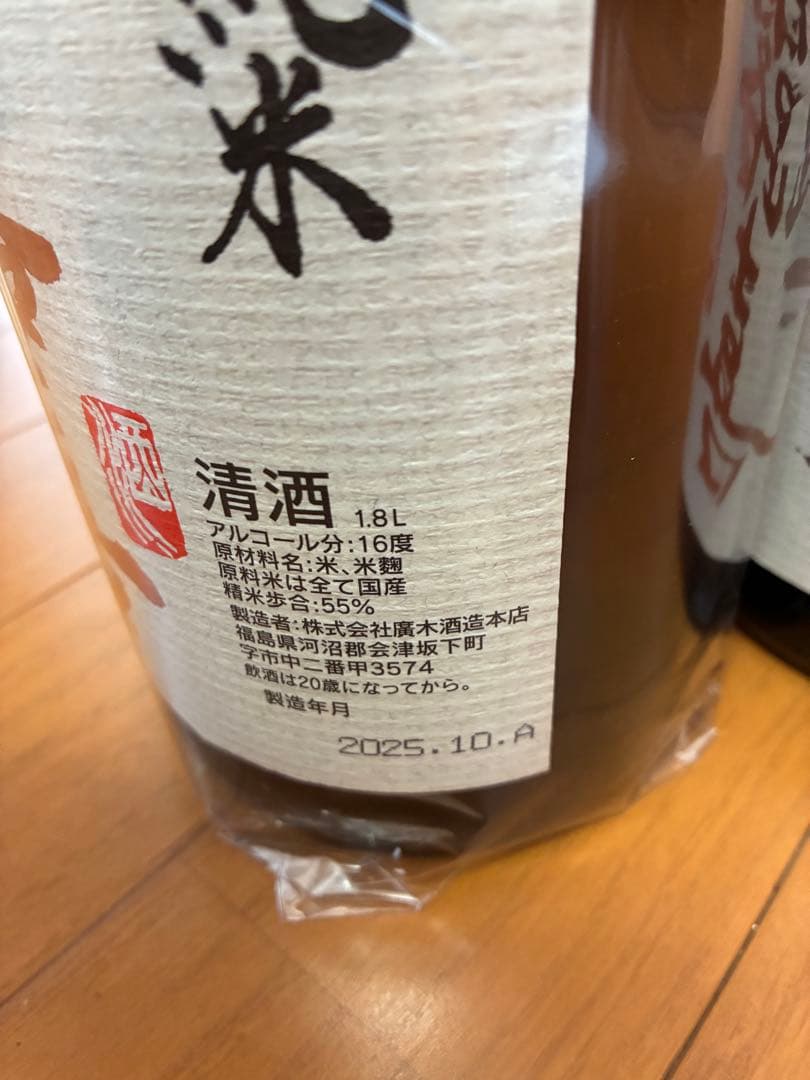 純米
清酒 1.8L
アルコール分:16度
原材料名:米、米麹
原料米は全て国産
精米歩合:55%
製造者:株式会社廣木酒造本店
福島県河沼郡会津坂下町
字市中二番甲3574
飲酒は20歳になってから。
製造年月
2025.10.A